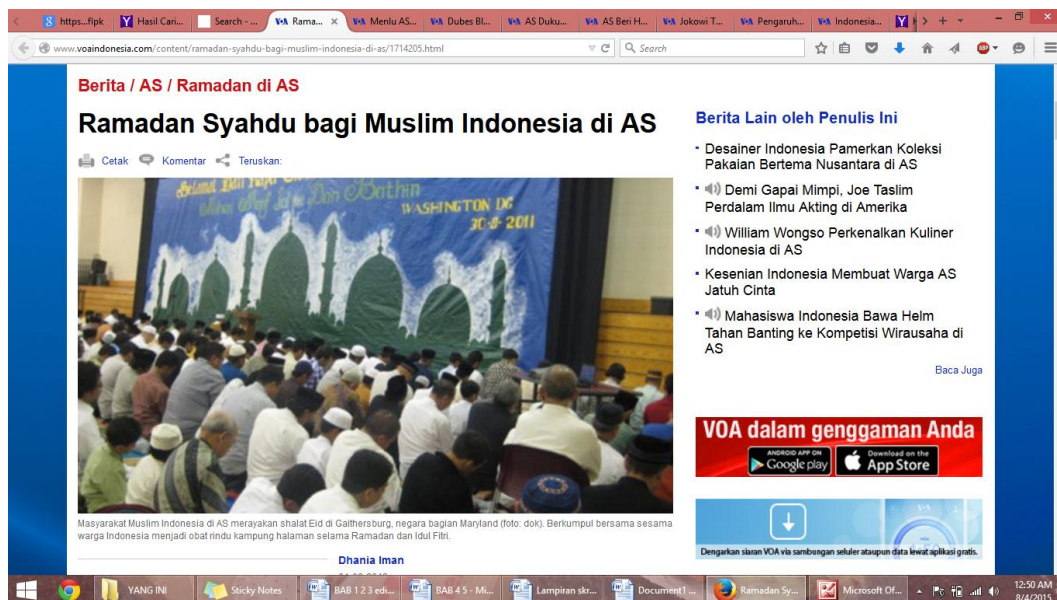 https...flpk
Hasil Cari...
Search - ...
VOA Rama...
VOA Menlu AS...
VOA Dubes Bl...
VOA AS Duku...
VOA AS Beri H...
VOA Jokowi T...
VOA Pengaruh...
VOA Indonesia...
www.voaindonesia.com/content/ramadan-syahdu-bagi-muslim-indonesia-di-as/1714205.html
Search
Berita / AS / Ramadan di AS
Ramadan Syahdu bagi Muslim Indonesia di AS
Cetak Komentar Teruskan:
WASHINGTON DC
30-8-2011
Masyarakat Muslim Indonesia di AS merayakan shalat Eid di Gaithersburg, negara bagian Maryland (foto: dok). Berkumpul bersama sesama
warga Indonesia menjadi obat rindu kampung halaman selama Ramadan dan Idul Fitri.
Dhania Iman
Berita Lain oleh Penulis Ini
Desainer Indonesia Pamerkan Koleksi
Pakaian Bertema Nusantara di AS
Demi Gapai Mimpi, Joe Taslim
Perdalam Ilmu Akting di Amerika
William Wongso Perkenalkan Kuliner
Indonesia di AS
Kesenian Indonesia Membuat Warga AS
Jatuh Cinta
Mahasiswa Indonesia Bawa Helm
Tahan Banting ke Kompetisi Wirausaha di
AS
Baca Juga
VOA dalam genggaman Anda
ANDROID APP ON
Google play
Download on the
App Store
Dengarkan siaran VOA via sambungan seluler ataupun data lewat aplikasi gratis.
YANG INI
Sticky Notes
BAB 1 2 3 edi...
BAB 4 5 - Mi...
Lampiran skr...
Document1 ...
Ramadan Sy...
Microsoft Of...
12:50 AM
8/4/2015